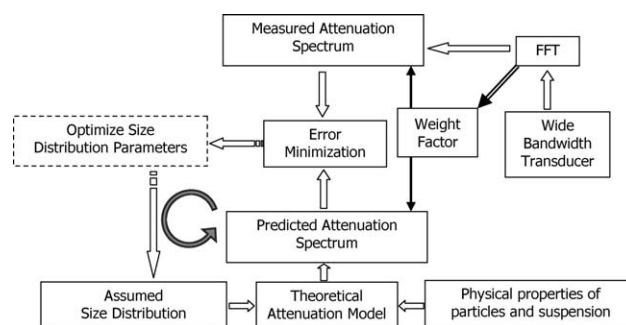 Measured Attenuation
Spectrum
FFT
Optimize Size
Distribution Parameters
Error
Minimization
Weight
Factor
Wide
Bandwidth
Transducer
Predicted Attenuation
Spectrum
Assumed
Size Distribution
Theoretical
Attenuation Model
Physical properties of
particles and suspension